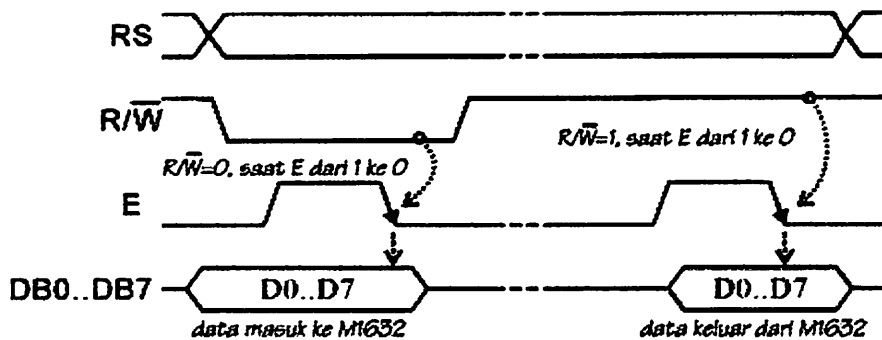 RS
R/W̅
R/W̅=0, saat E dari 1 ke 0
R/W̅=1, saat E dari 1 ke 0
E
DB0..DB7
D0..D7
D0..D7
data masuk ke M1632
data keluar dari M1632